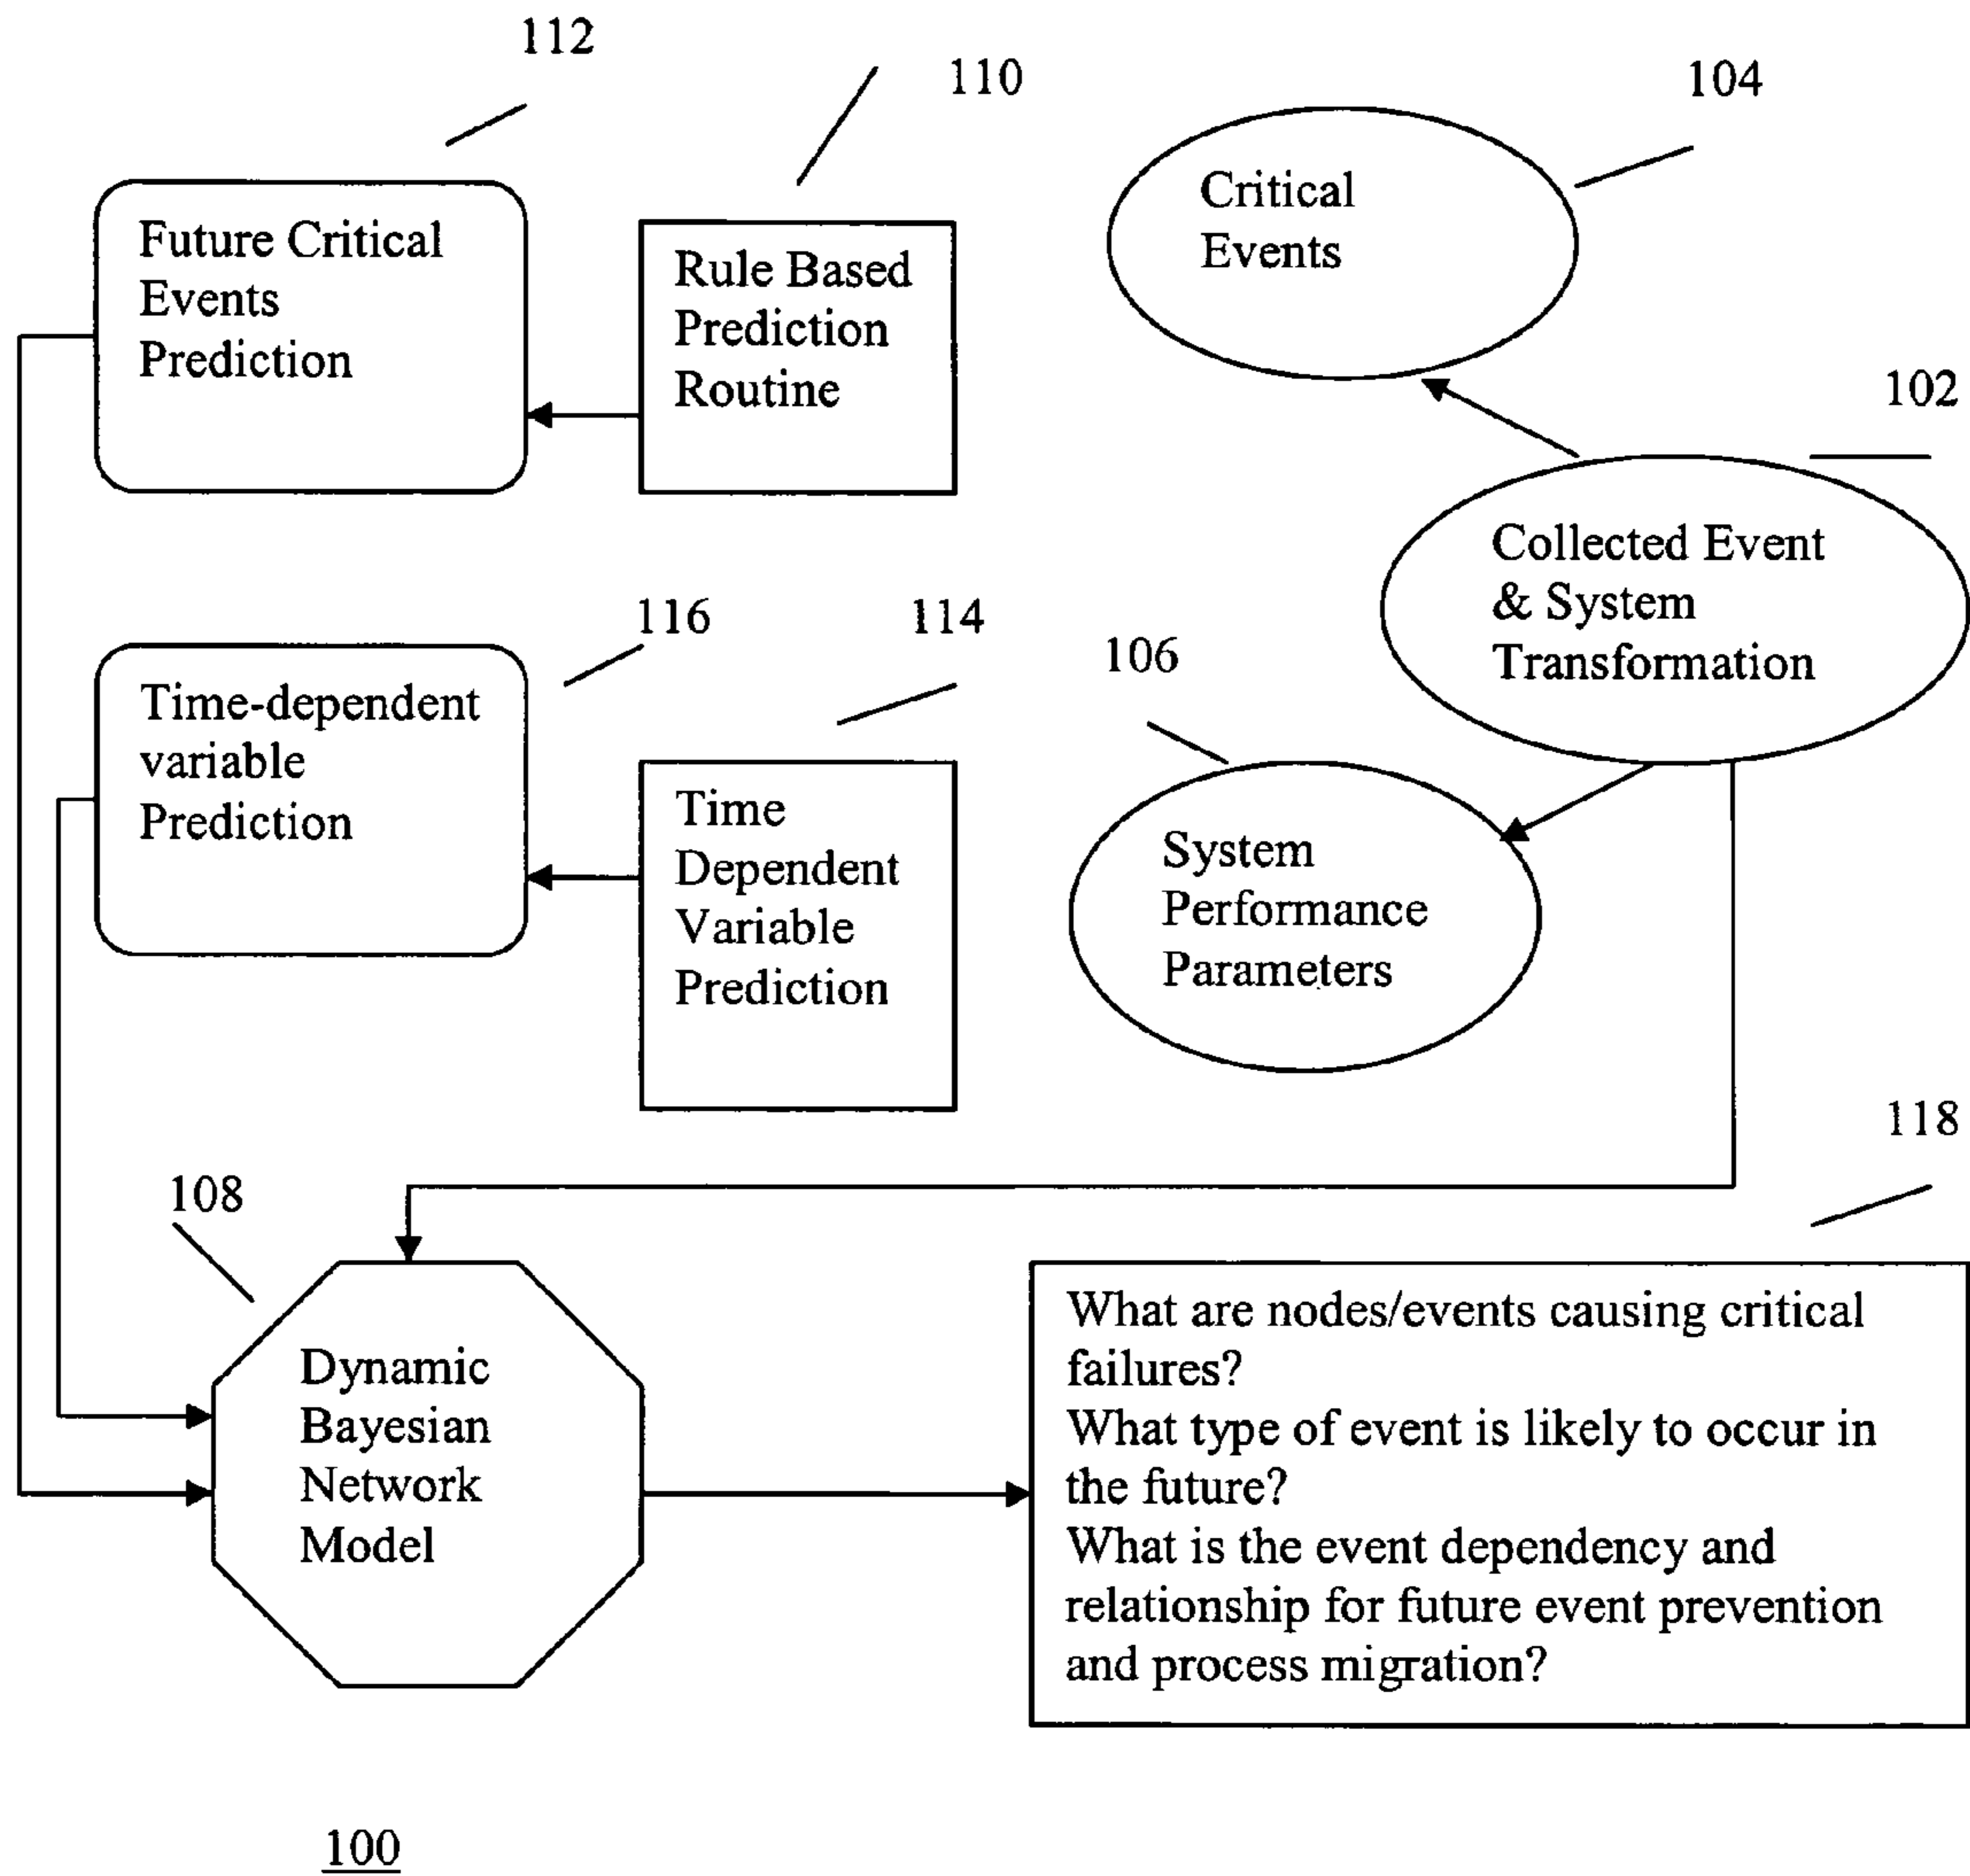 112
110
104
Future Critical
Events
Prediction
Rule Based
Prediction
Routine
Critical
Events
102
Collected Event
& System
Transformation
116
114
106
Time-dependent
variable
Prediction
Time
Dependent
Variable
Prediction
System
Performance
Parameters
118
108
Dynamic
Bayesian
Network
Model
What are nodes/events causing critical
failures?
What type of event is likely to occur in
the future?
What is the event dependency and
relationship for future event prevention
and process migration?
100